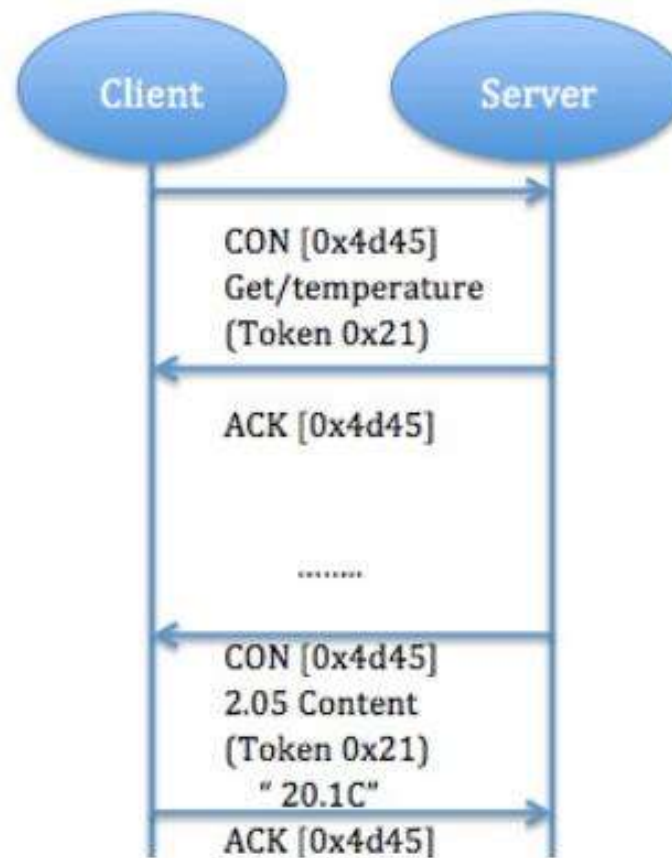 Client
Server
CON [0x4d45]
Get/temperature
(Token 0x21)
ACK [0x4d45]
........
CON [0x4d45]
2.05 Content
(Token 0x21)
“ 20.1C”
ACK [0x4d45]